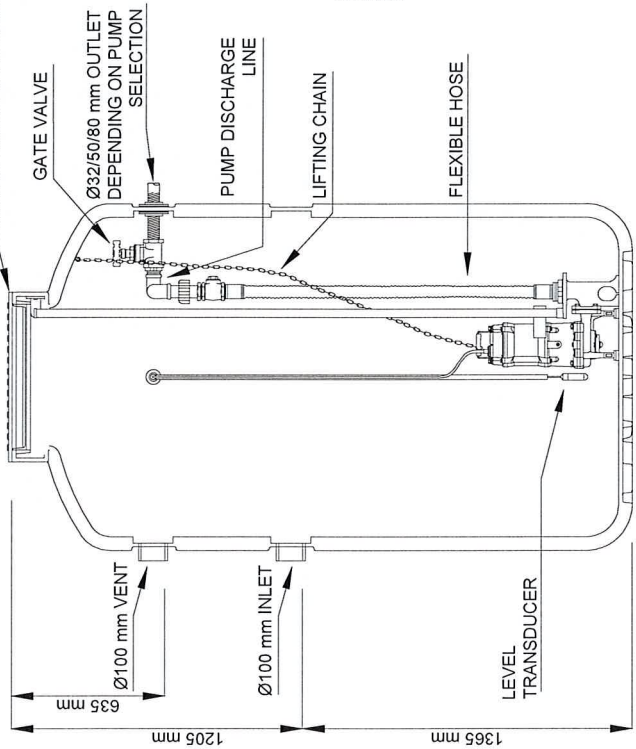 GATE VALVE
Ø32/50/80 mm OUTLET
DEPENDING ON PUMP
SELECTION
PUMP DISCHARGE
LINE
LIFTING CHAIN
FLEXIBLE HOSE
Ø100 mm VENT
Ø100 mm INLET
LEVEL
TRANSDUCER
635 mm
1205 mm
1365 mm